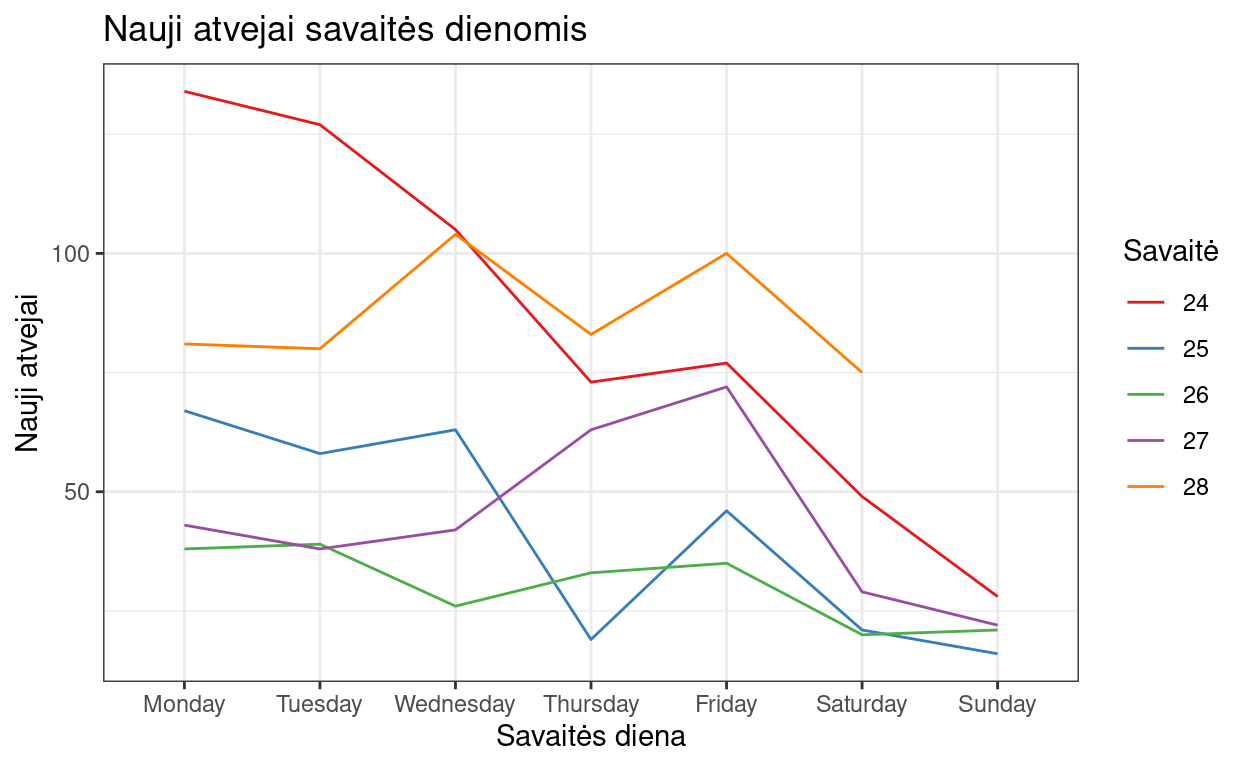 Nauji atvejai savaitės dienomis
Nauji atvejai
100
50
Monday Tuesday Wednesday Thursday Friday Saturday Sunday
Savaitės diena
Savaitė
24
25
26
27
28